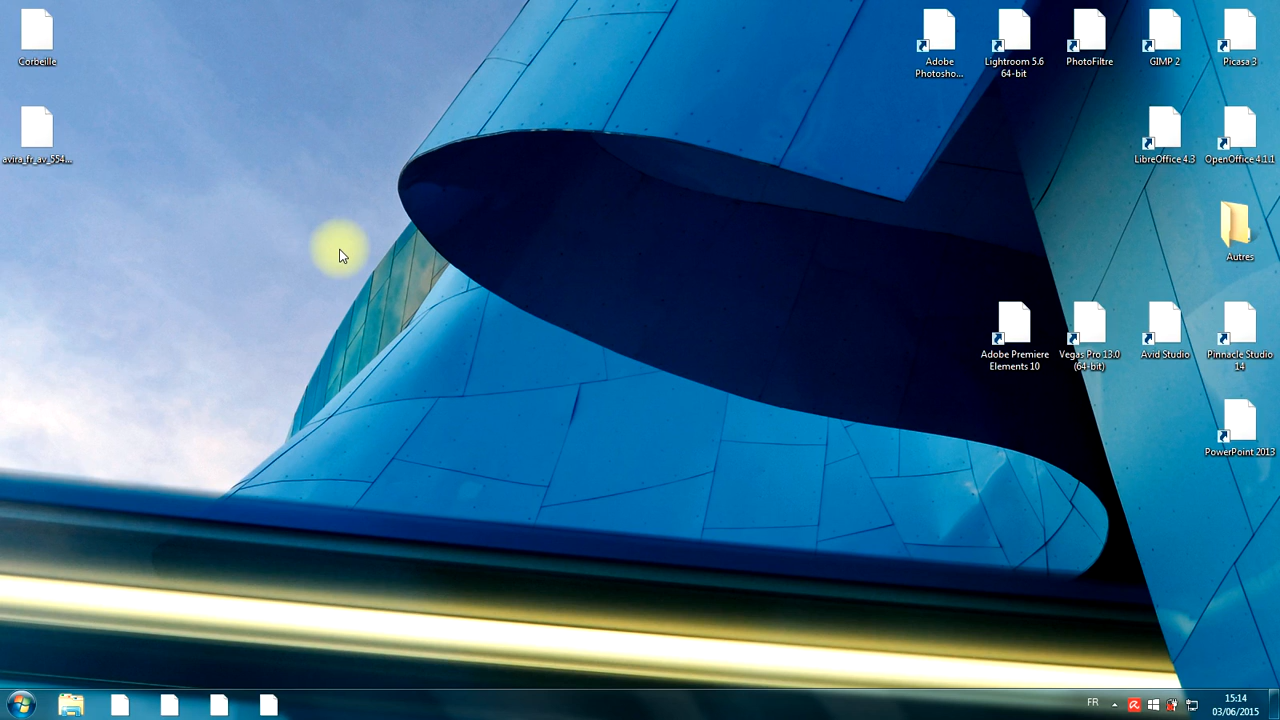 Corbeille
avira_fr_av_554...
Adobe
Photosho...
Lightroom 5.6
64-bit
PhotoFiltre
GIMP 2
Picasa 3
LibreOffice 4.3
OpenOffice 4.1.1
Autres
Adobe Premiere
Elements 10
Vegas Pro 13.0
(64-bit)
Avid Studio
Pinnacle Studio
14
PowerPoint 2013
FR
15:14
03/06/2015